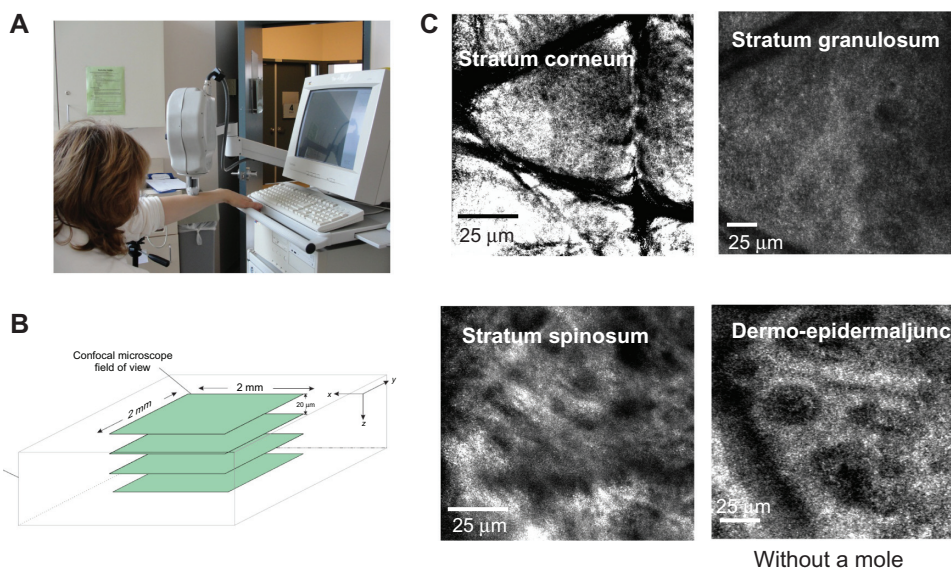 A
B
Confocal microscope
field of view
2 mm
2 mm
20 µm
x
y
z
C
Stratum corneum
25 µm
Stratum granulosum
25 µm
Stratum spinosum
25 µm
Dermo-epidermaljunc
25 µm
Without a mole